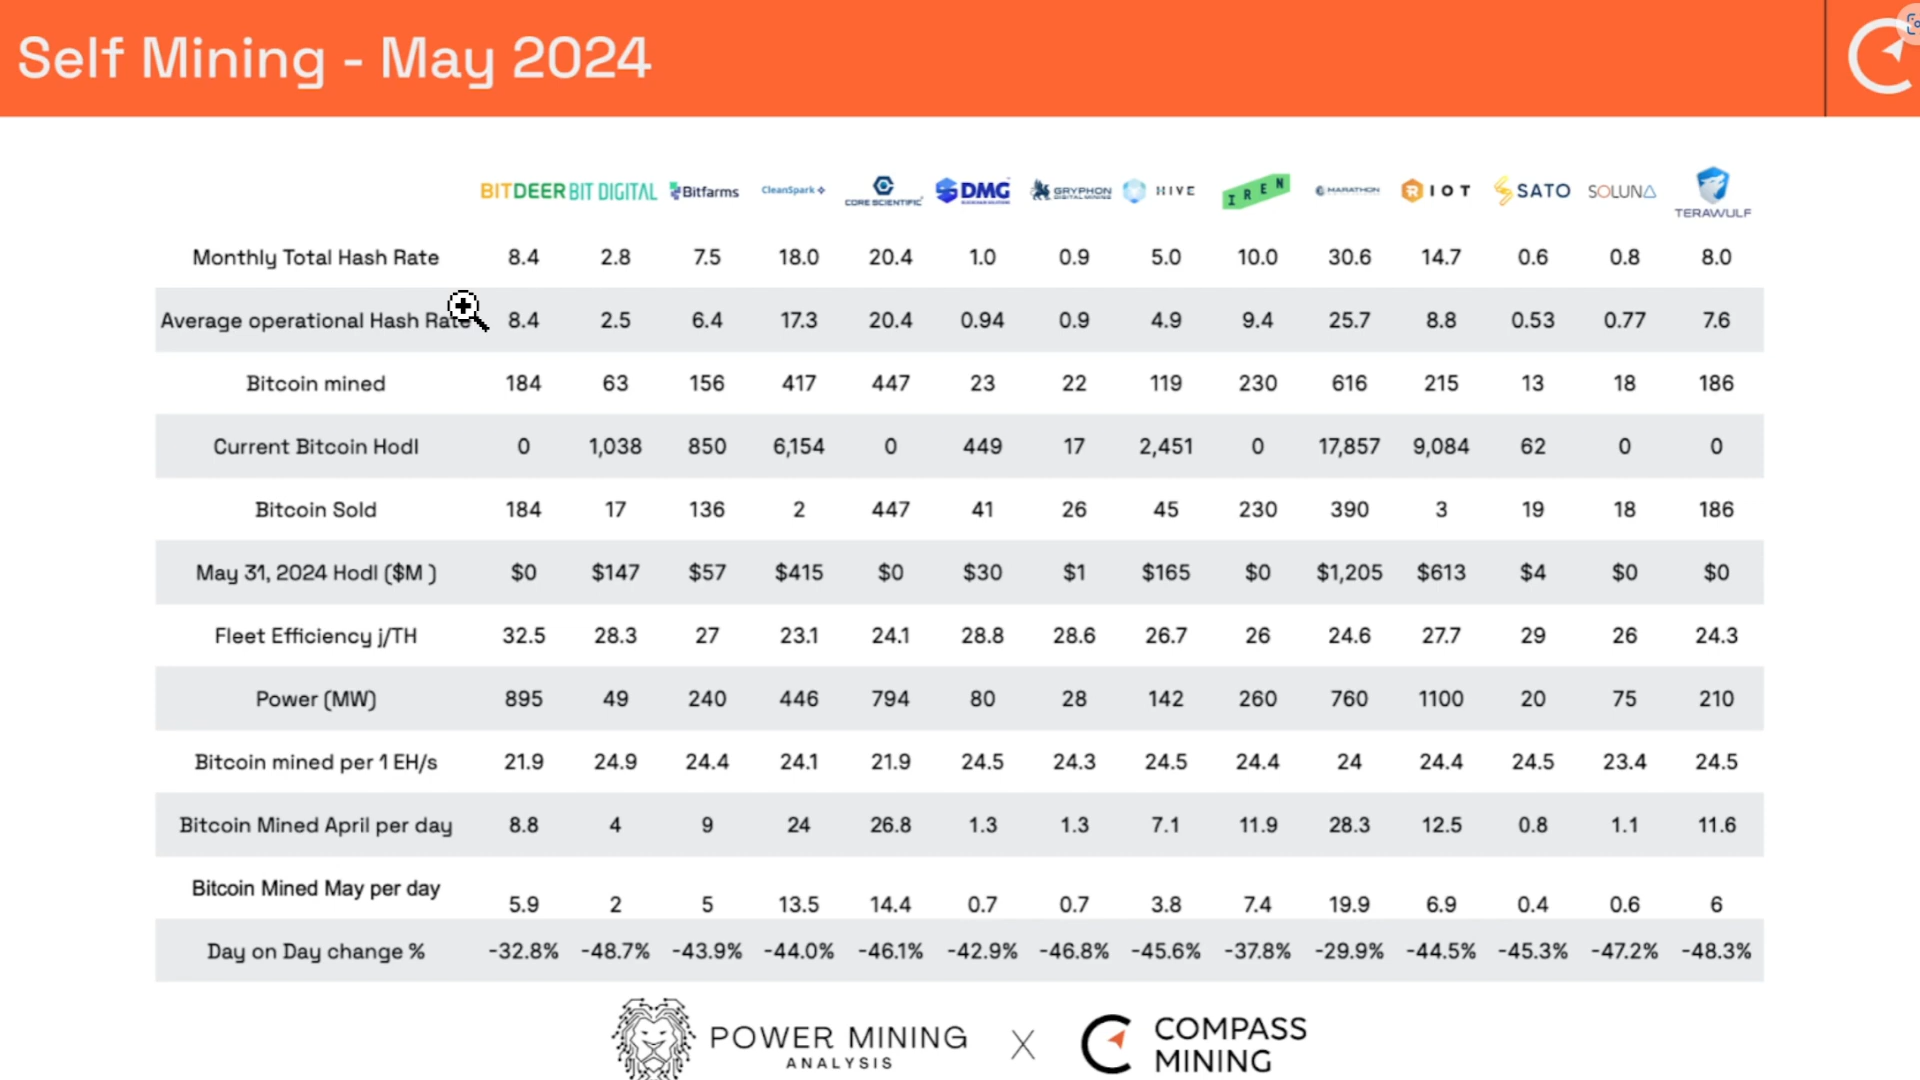 Self Mining - May 2024
BITDEER BIT DIGITAL Bitfarms CleanSpark CORE SCIENTIFIC DMG BLOCKCHAIN SOLUTIONS GRYPHON DIGITAL MINING HIVE IREN MARATHON RIOT SATO SOLUNA TERAWULF
Monthly Total Hash Rate 8.4 2.8 7.5 18.0 20.4 1.0 0.9 5.0 10.0 30.6 14.7 0.6 0.8 8.0
Average operational Hash Rate 8.4 2.5 6.4 17.3 20.4 0.94 0.9 4.9 9.4 25.7 8.8 0.53 0.77 7.6
Bitcoin mined 184 63 156 417 447 23 22 119 230 616 215 13 18 186
Current Bitcoin Hodl 0 1,038 850 6,154 0 449 17 2,451 0 17,857 9,084 62 0 0
Bitcoin Sold 184 17 136 2 447 41 26 45 230 390 3 19 18 186
May 31, 2024 Hodl ($M ) $0 $147 $57 $415 $0 $30 $1 $165 $0 $1,205 $613 $4 $0 $0
Fleet Efficiency j/TH 32.5 28.3 27 23.1 24.1 28.8 28.6 26.7 26 24.6 27.7 29 26 24.3
Power (MW) 895 49 240 446 794 80 28 142 260 760 1100 20 75 210
Bitcoin mined per 1 EH/s 21.9 24.9 24.4 24.1 21.9 24.5 24.3 24.5 24.4 24 24.4 24.5 23.4 24.5
Bitcoin Mined April per day 8.8 4 9 24 26.8 1.3 1.3 7.1 11.9 28.3 12.5 0.8 1.1 11.6
Bitcoin Mined May per day 5.9 2 5 13.5 14.4 0.7 0.7 3.8 7.4 19.9 6.9 0.4 0.6 6
Day on Day change % -32.8% -48.7% -43.9% -44.0% -46.1% -42.9% -46.8% -45.6% -37.8% -29.9% -44.5% -45.3% -47.2% -48.3%
POWER MINING
ANALYSIS
X
COMPASS
MINING